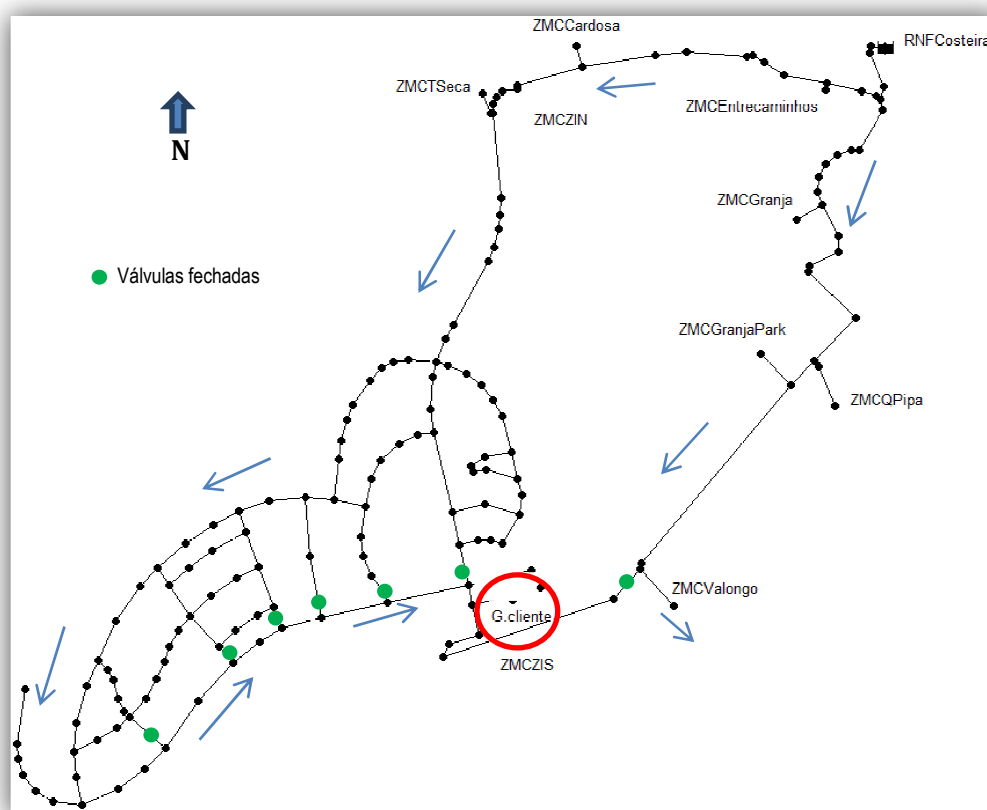 ZMCCardosa
RNFCosteira
ZMCTSeca
ZMCEntrecaminhos
ZMCZIN
N
ZMCGranja
Válvulas fechadas
ZMCGranjaPark
ZMCQPipa
ZMCValongo
G.cliente
ZMCZIS